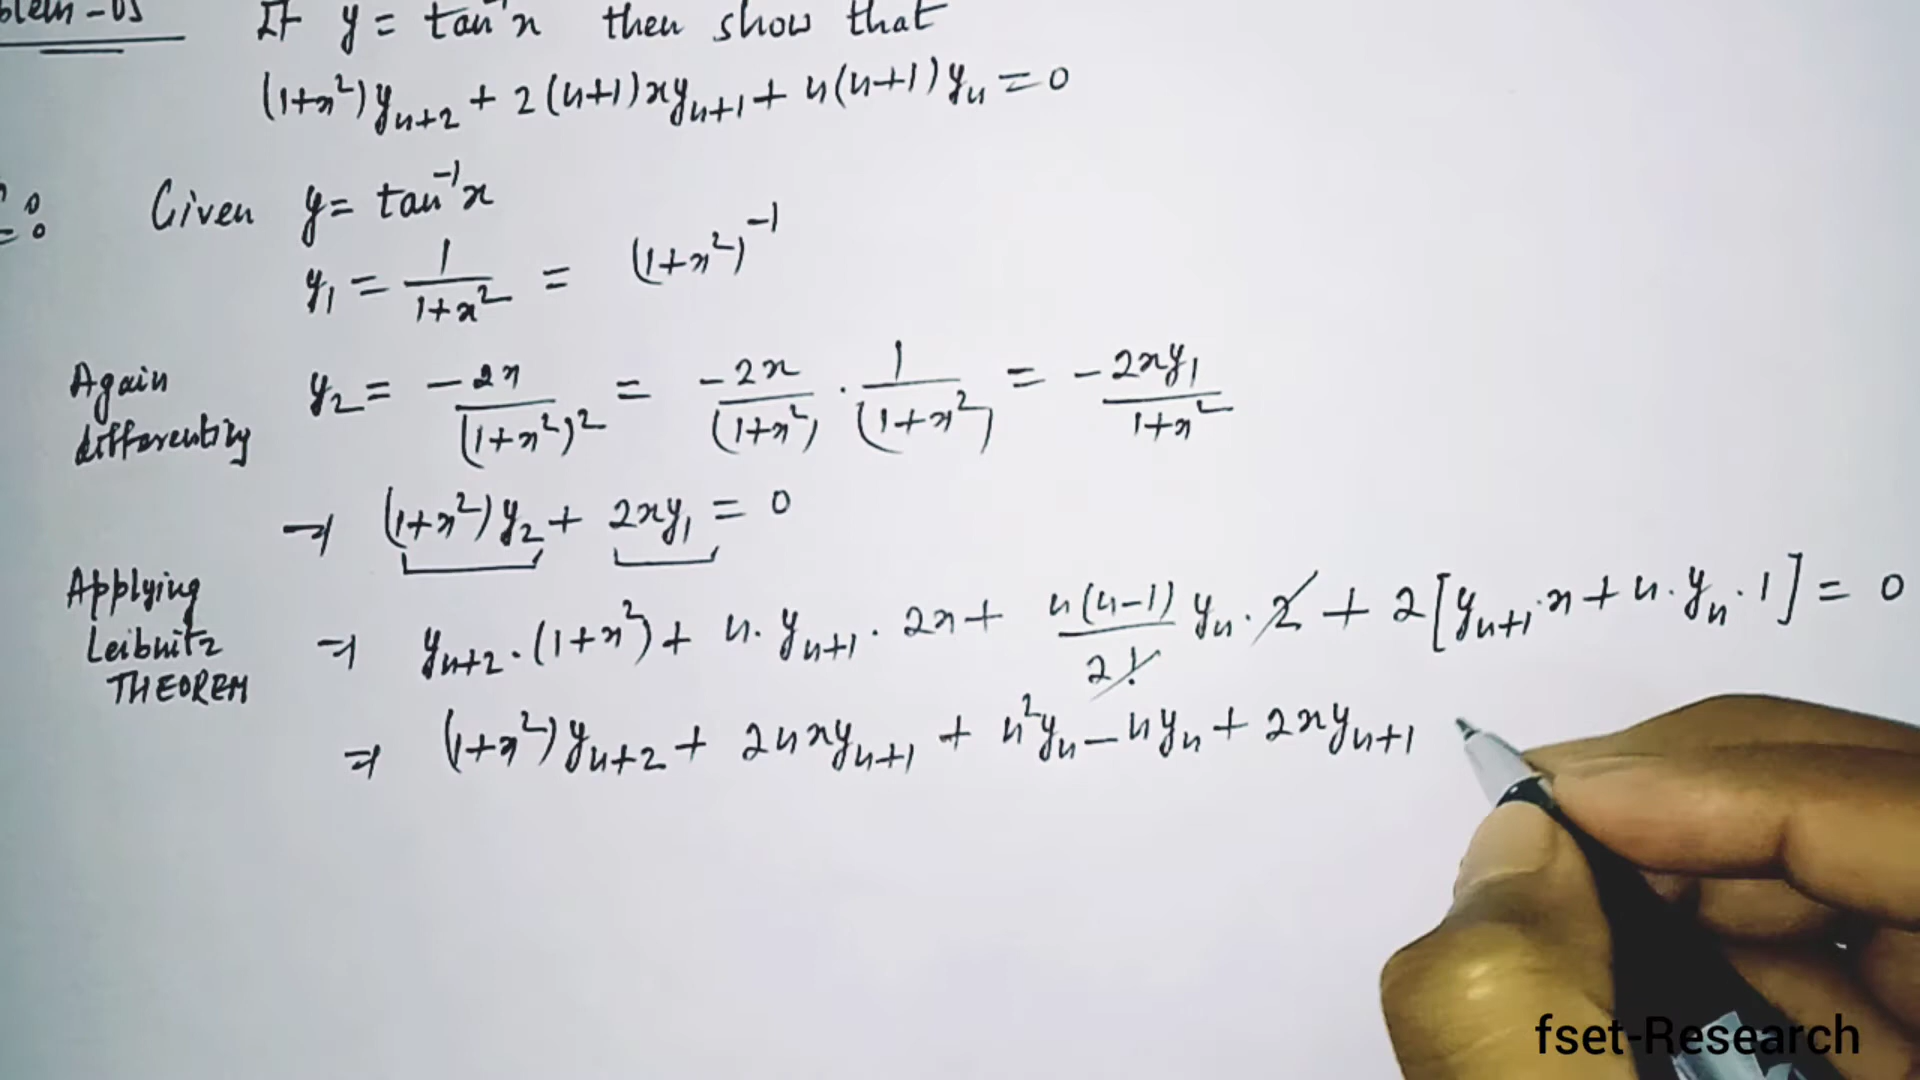 If y = tan⁻¹x then show that
(1+x²)yₙ₊₂ + 2(n+1)xyₙ₊₁ + n(n+1)yₙ = 0
Given y = tan⁻¹x
y₁ = 1/(1+x²) = (1+x²)⁻¹
Again differenting y₂ = -2x/(1+x²)² = -2x/(1+x²) · 1/(1+x²) = -2xy₁/(1+x²)
⇒ (1+x²)y₂ + 2xy₁ = 0
Applying Leibnitz THEOREM ⇒ yₙ₊₂·(1+x²) + n·yₙ₊₁·2x + n(n-1)/2! yₙ·2 + 2[yₙ₊₁·x + n·yₙ·1] = 0
⇒ (1+x²)yₙ₊₂ + 2nxyₙ₊₁ + n²yₙ - nyₙ + 2xyₙ₊₁
fset-Research